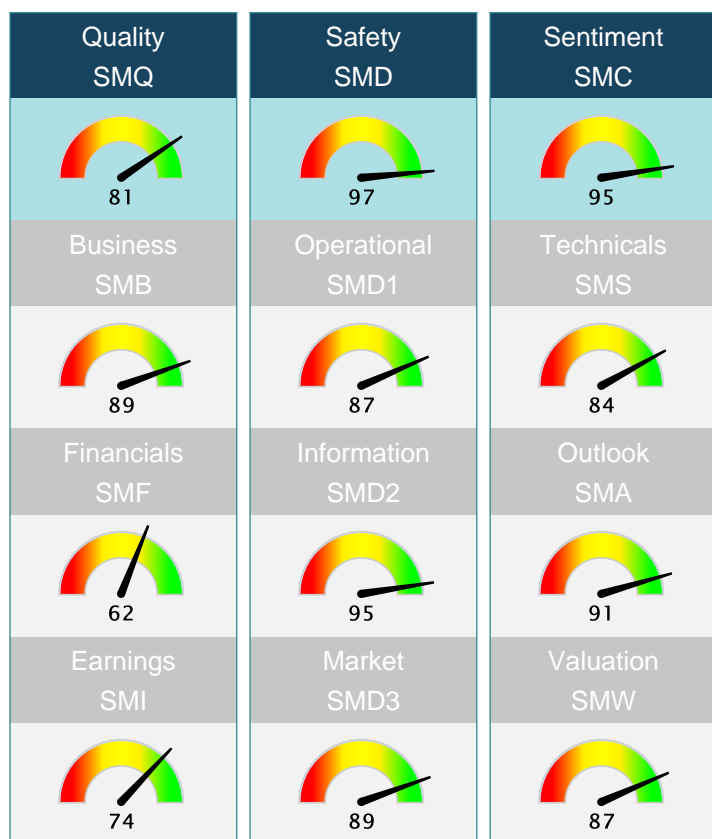 Quality
SMQ
81
Business
SMB
89
Financials
SMF
62
Earnings
SMI
74
Safety
SMD
97
Operational
SMD1
87
Information
SMD2
95
Market
SMD3
89
Sentiment
SMC
95
Technicals
SMS
84
Outlook
SMA
91
Valuation
SMW
87